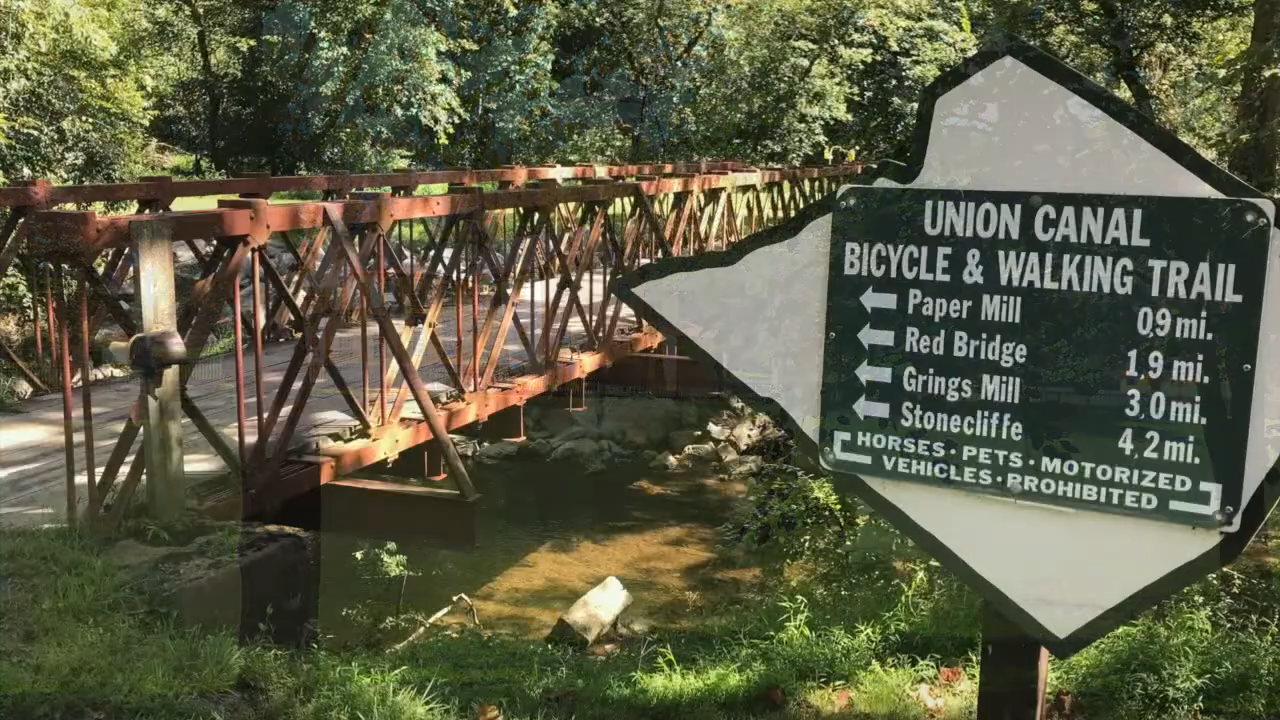 UNION CANAL
BICYCLE & WALKING TRAIL
← Paper Mill 0.9 mi.
← Red Bridge 1.9 mi.
← Grings Mill 3.0 mi.
← Stonecliffe 4.2 mi.
[HORSES · PETS · MOTORIZED
VEHICLES · PROHIBITED]